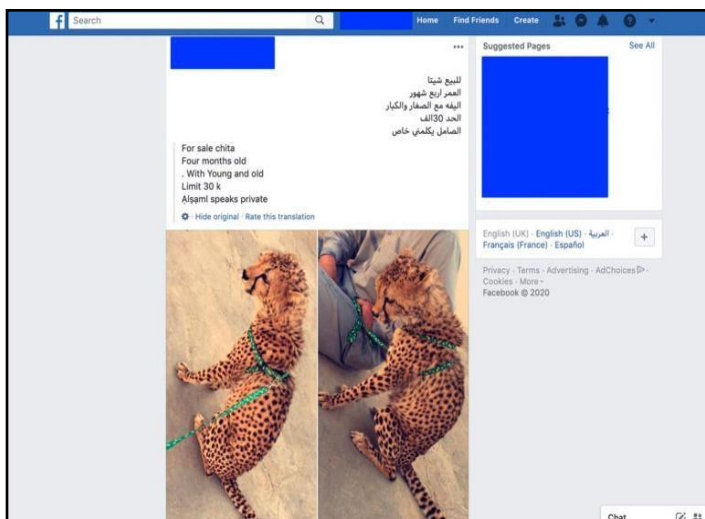 f
Search
Home Find Friends Create
للبيع شيتا
العمر اربع شهور
اليفه مع الصغار والكبار
الحد 30الف
الصامل يكلمني خاص
For sale chita
Four months old
. With Young and old
Limit 30 k
Ạlṣạml speaks private
Hide original · Rate this translation
Suggested Pages See All
English (UK) · English (US) · العربية ·
Français (France) · Español
Privacy · Terms · Advertising · AdChoices ·
Cookies · More
Facebook © 2020
Chat